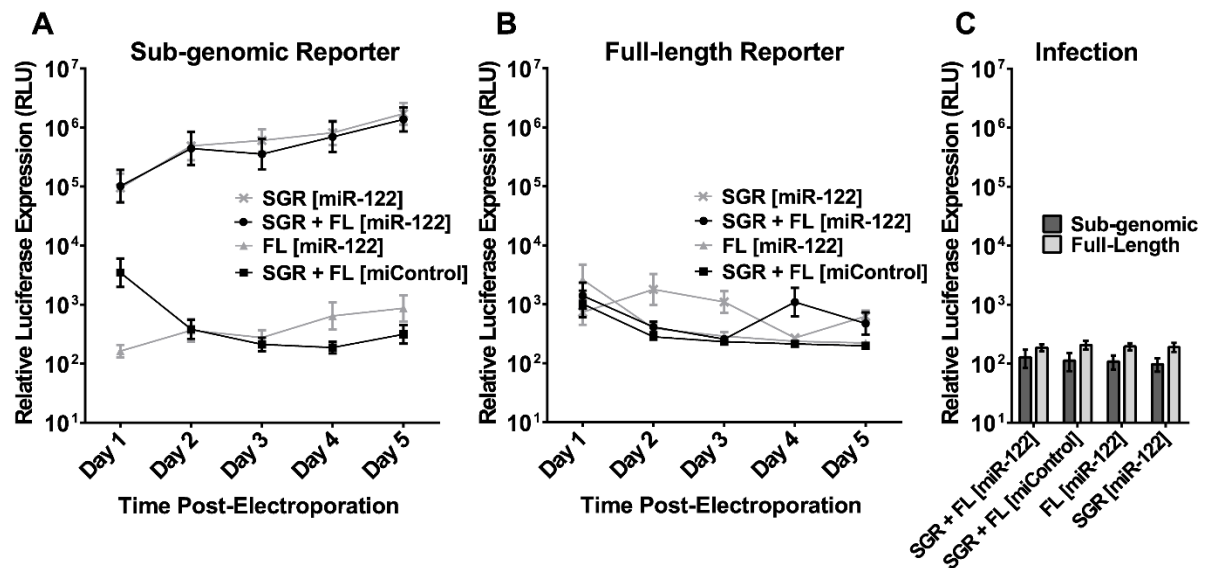 A
Sub-genomic Reporter
Relative Luciferase Expression (RLU)
10^7
10^6
10^5
10^4
10^3
10^2
10^1
SGR [miR-122]
SGR + FL [miR-122]
FL [miR-122]
SGR + FL [miControl]
Day 1
Day 2
Day 3
Day 4
Day 5
Time Post-Electroporation
B
Full-length Reporter
Relative Luciferase Expression (RLU)
10^7
10^6
10^5
10^4
10^3
10^2
10^1
SGR [miR-122]
SGR + FL [miR-122]
FL [miR-122]
SGR + FL [miControl]
Day 1
Day 2
Day 3
Day 4
Day 5
Time Post-Electroporation
C
Infection
Relative Luciferase Expression (RLU)
10^7
10^6
10^5
10^4
10^3
10^2
10^1
Sub-genomic
Full-Length
SGR + FL [miR-122]
SGR + FL [miControl]
FL [miR-122]
SGR [miR-122]